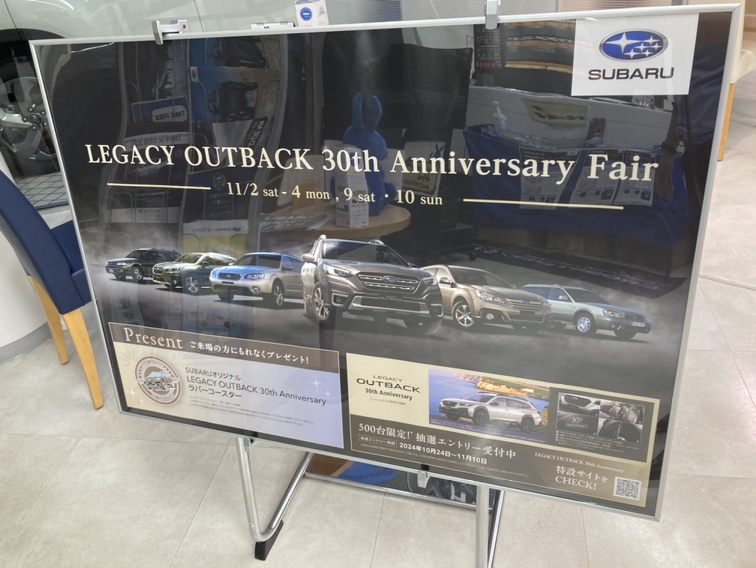 SUBARU
LEGACY OUTBACK 30th Anniversary Fair
11/2 sat - 4 mon , 9 sat・10 sun
Present ご来場の方にもれなくプレゼント!
SUBARUオリジナル
LEGACY OUTBACK 30th Anniversary
ラバーコースター
LEGACY
OUTBACK
30th Anniversary
500台限定! 抽選エントリー受付中
2024年10月24日〜11月10日
LEGACY OUTBACK 30th Anniversary
特設サイトを
CHECK!